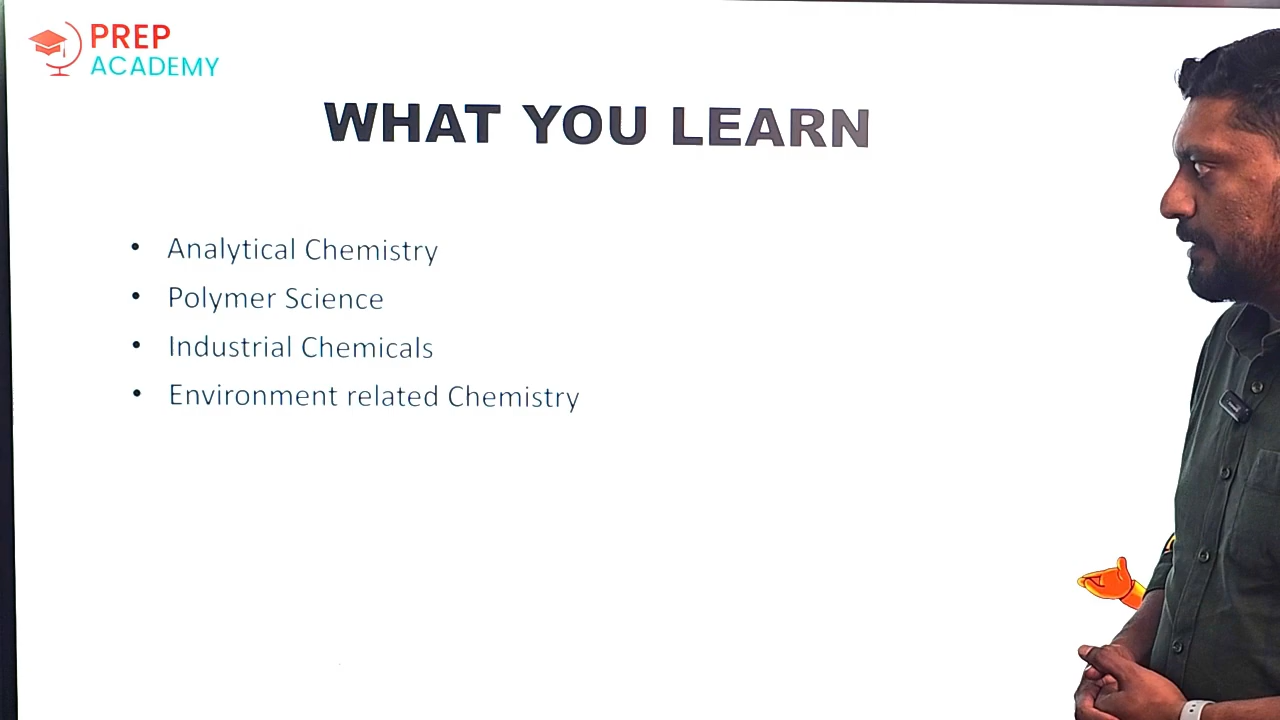 PREP
ACADEMY
WHAT YOU LEARN
• Analytical Chemistry
• Polymer Science
• Industrial Chemicals
• Environment related Chemistry